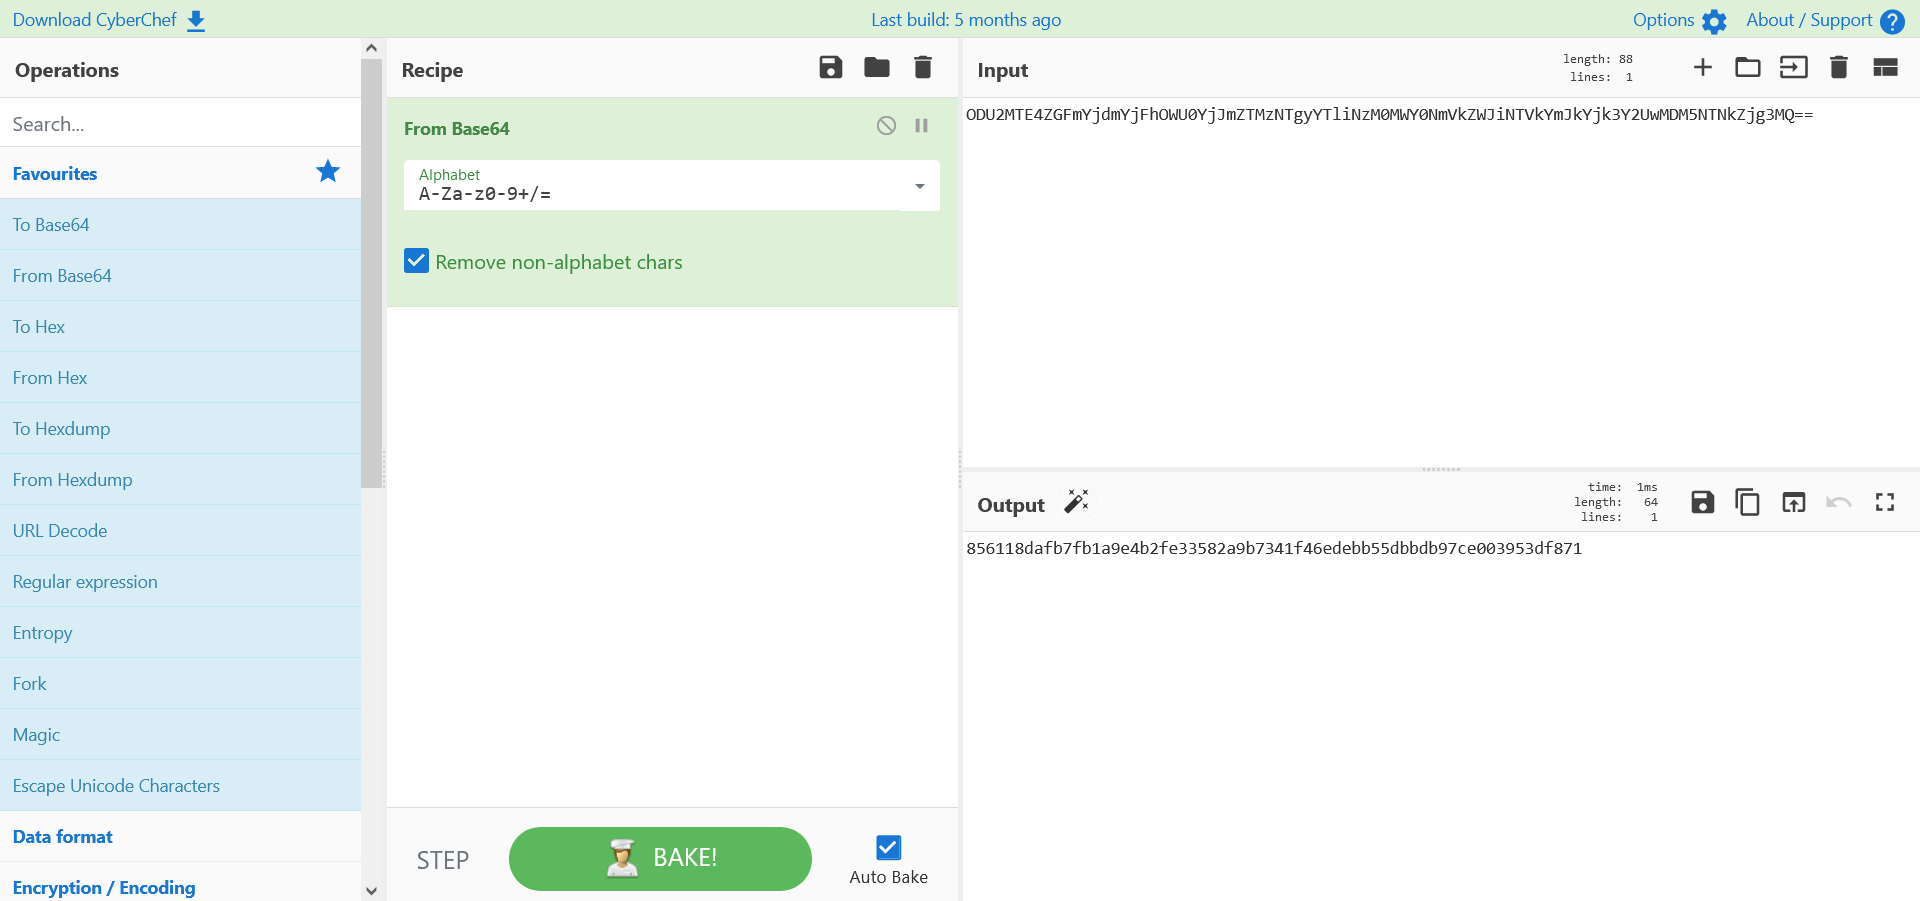 Download CyberChef
Last build: 5 months ago
Options
About / Support
Operations
Search...
Favourites
To Base64
From Base64
To Hex
From Hex
To Hexdump
From Hexdump
URL Decode
Regular expression
Entropy
Fork
Magic
Escape Unicode Characters
Data format
Encryption / Encoding
Recipe
From Base64
Alphabet
A-Za-z0-9+/=
Remove non-alphabet chars
STEP
BAKE!
Auto Bake
Input
length: 88
lines: 1
ODU2MTE4ZGFmYjdmYjFhOWU0YjJmZTMzNTgyYTliNzM0MWY0NmVkZWJiNTVkYmJkYjk3Y2UwMDM5NTNkZjg3MQ==
Output
time: 1ms
length: 64
lines: 1
856118dafb7fb1a9e4b2fe33582a9b7341f46edebb55dbbdb97ce003953df871